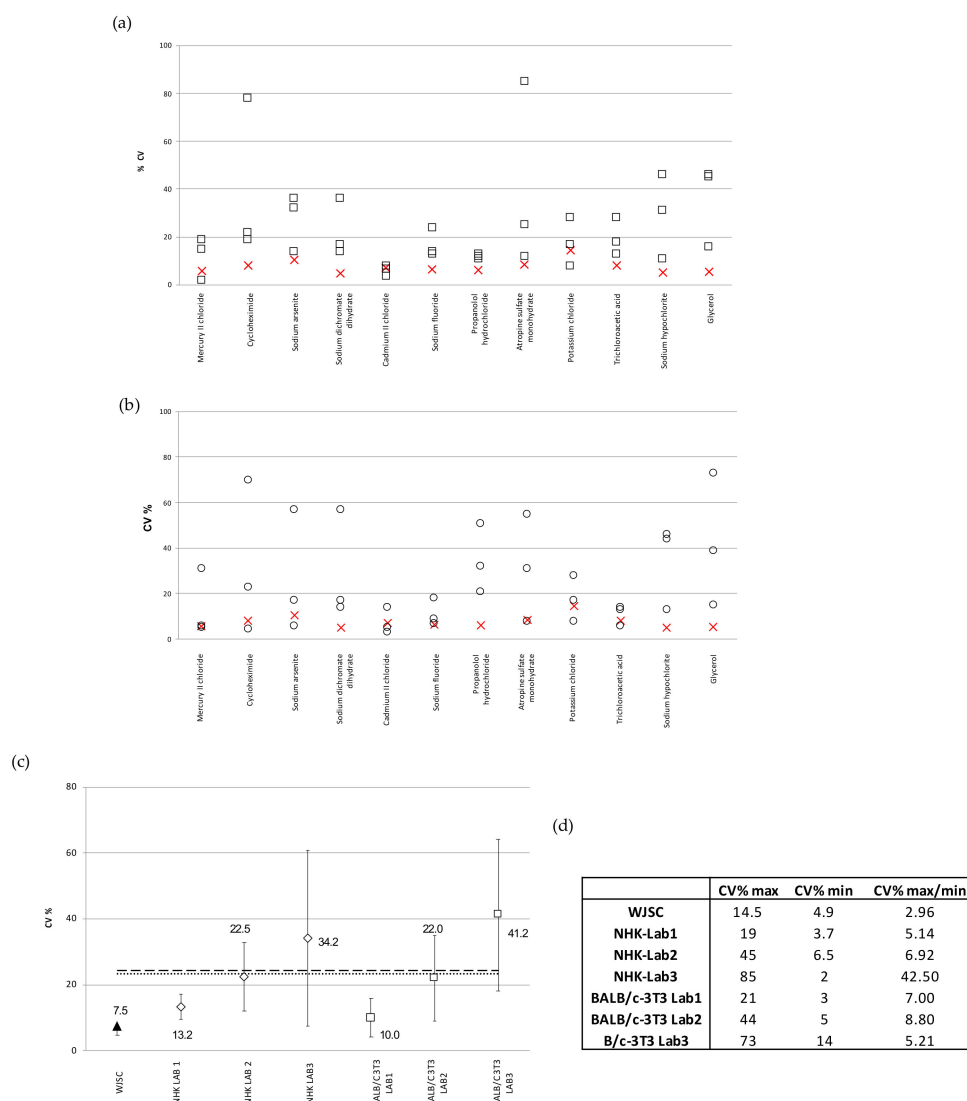 (a)
100
80
60
40
20
0
% CV
Mercury II chloride
Cycloheximide
Sodium arsenite
Sodium dichromate
dihydrate
Cadmium II chloride
Sodium fluoride
Propanolol
hydrochloride
Atropine sulfate
monohydrate
Potassium chloride
Trichloroacetic acid
Sodium hypochlorite
Glycerol
(b)
100
80
60
40
20
0
CV %
Mercury II chloride
Cycloheximide
Sodium arsenite
Sodium dichromate
dihydrate
Cadmium II chloride
Sodium fluoride
Propanolol
hydrochloride
Atropine sulfate
monohydrate
Potassium chloride
Trichloroacetic acid
Sodium hypochlorite
Glycerol
(c)
80
60
40
20
0
CV %
7.5
13.2
22.5
34.2
10.0
22.0
41.2
WJSC
NHK LAB 1
NHK LAB 2
NHK LAB3
ALB/C 3T3
LAB1
ALB/C 3T3
LAB2
ALB/C 3T3
LAB3
(d)
CV% max CV% min CV% max/min
WJSC 14.5 4.9 2.96
NHK-Lab1 19 3.7 5.14
NHK-Lab2 45 6.5 6.92
NHK-Lab3 85 2 42.50
BALB/c-3T3 Lab1 21 3 7.00
BALB/c-3T3 Lab2 44 5 8.80
B/c-3T3 Lab3 73 14 5.21